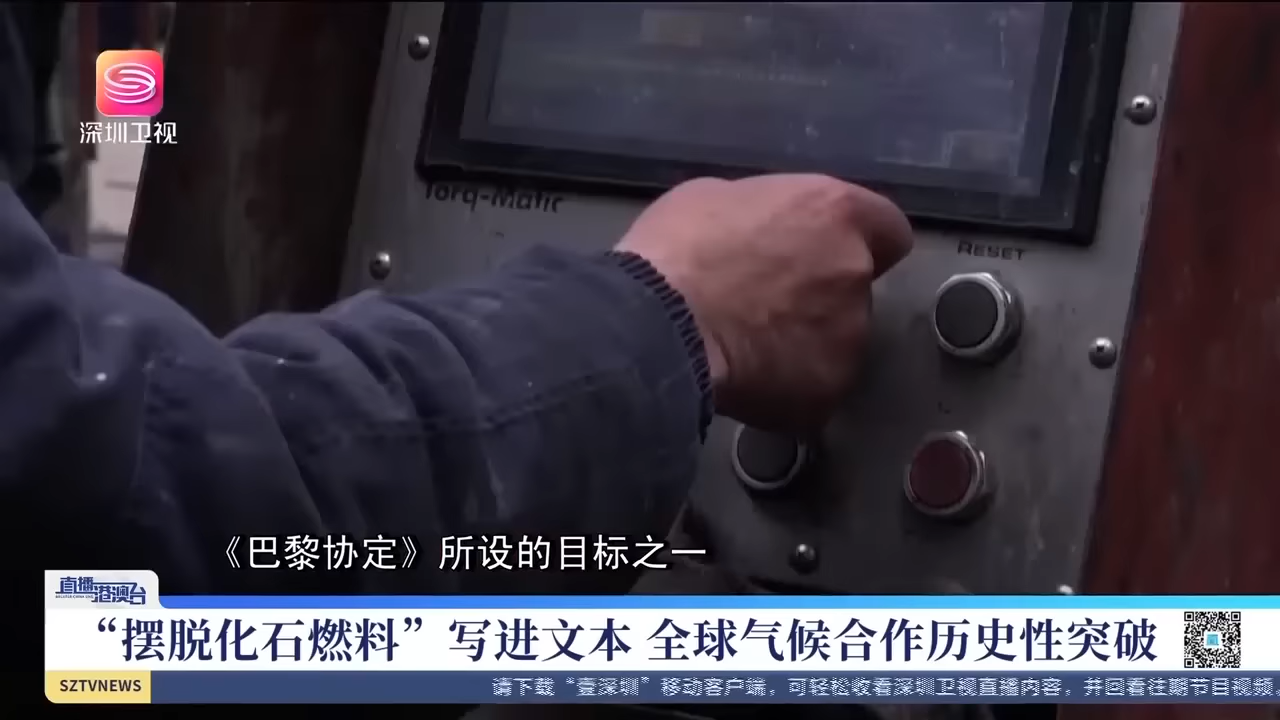 深圳卫视
Torq-Matic
RESET
《巴黎协定》所设的目标之一
直播港澳台
“摆脱化石燃料”写进文本 全球气候合作历史性突破
SZTVNEWS
请下载“壹深圳”移动客户端，可轻松收看深圳卫视直播内容，并回看往期节目视频